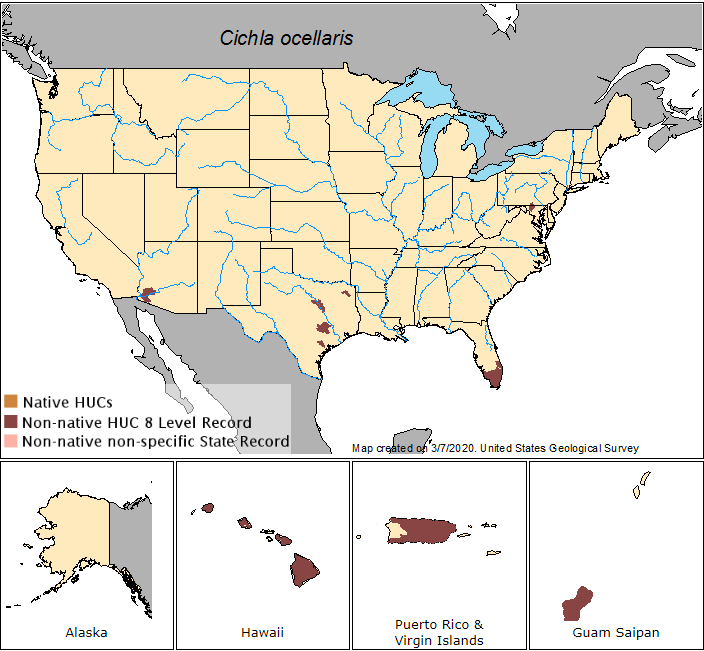 Cichla ocellaris
Native HUCs
Non-native HUC 8 Level Record
Non-native non-specific State Record
Map created on 3/7/2020. United States Geological Survey
Alaska
Hawaii
Puerto Rico &
Virgin Islands
Guam Saipan